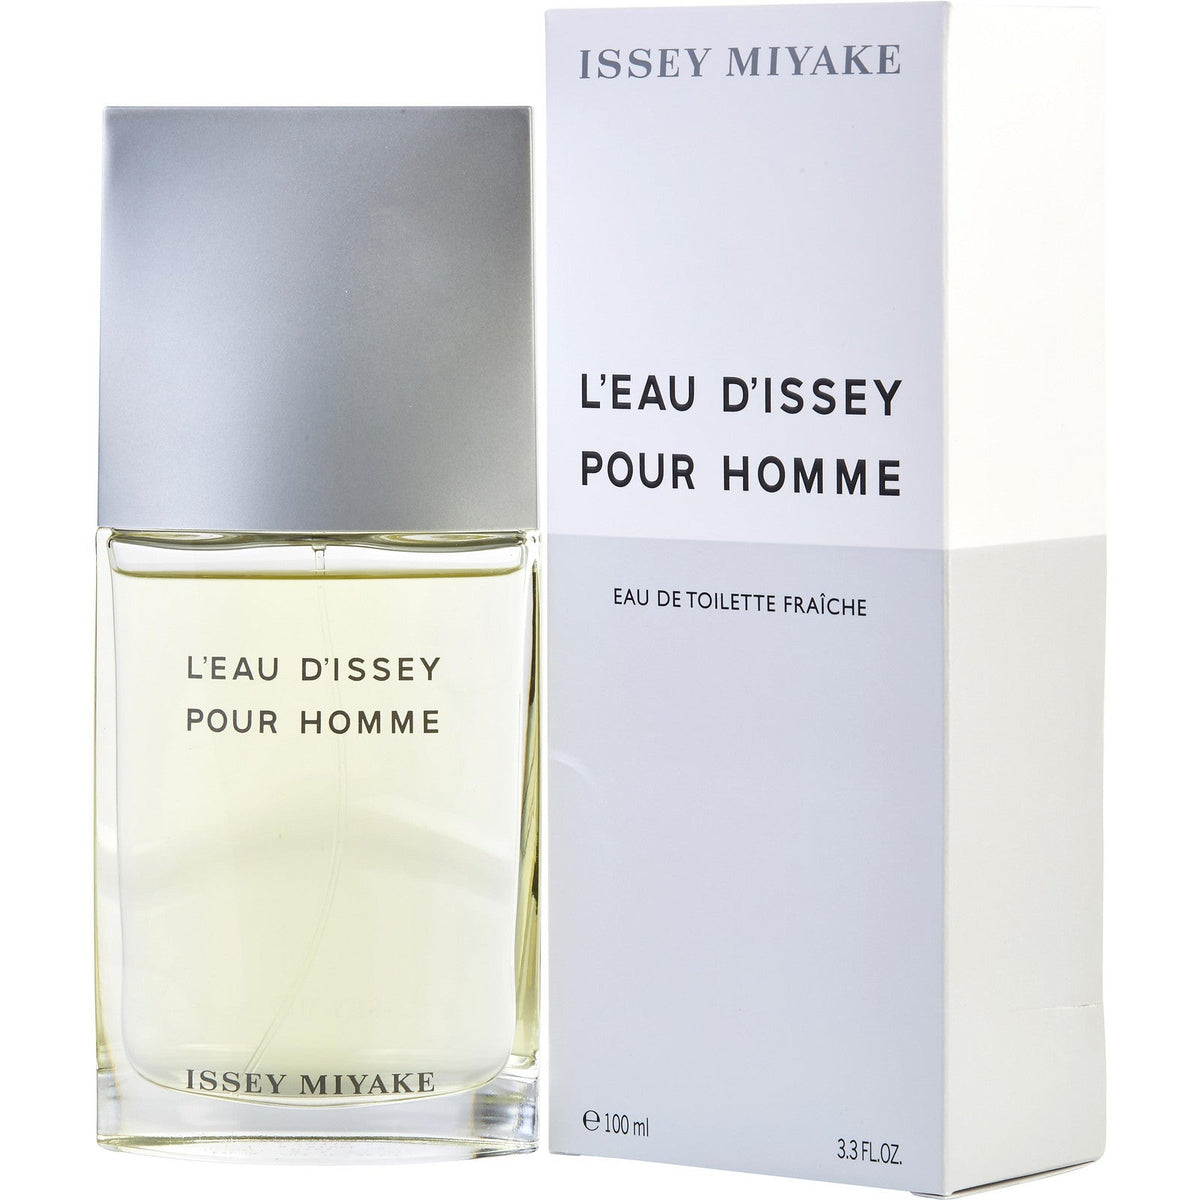 L'EAU D'ISSEY
POUR HOMME
ISSEY MIYAKE
ISSEY MIYAKE
L'EAU D'ISSEY
POUR HOMME
EAU DE TOILETTE FRAÎCHE
℮ 100 ml
3.3 FL.OZ.